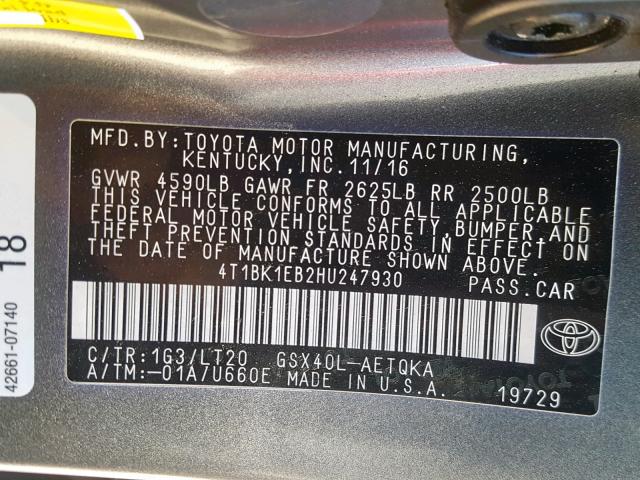 MFD.BY:TOYOTA MOTOR MANUFACTURING,
KENTUCKY,INC.11/16
GVWR 4590LB GAWR FR 2625LB RR 2500LB
THIS VEHICLE CONFORMS TO ALL APPLICABLE
FEDERAL MOTOR VEHICLE SAFETY,BUMPER,AND
THEFT PREVENTION STANDARDS IN EFFECT ON
THE DATE OF MANUFACTURE SHOWN ABOVE.
4T1BK1EB2HU247930 PASS.CAR
C/TR:1G3/LT20 GSX40L-AETQKA
A/TM:-01A/U660E MADE IN U.S.A. 19729
18
42661-07140